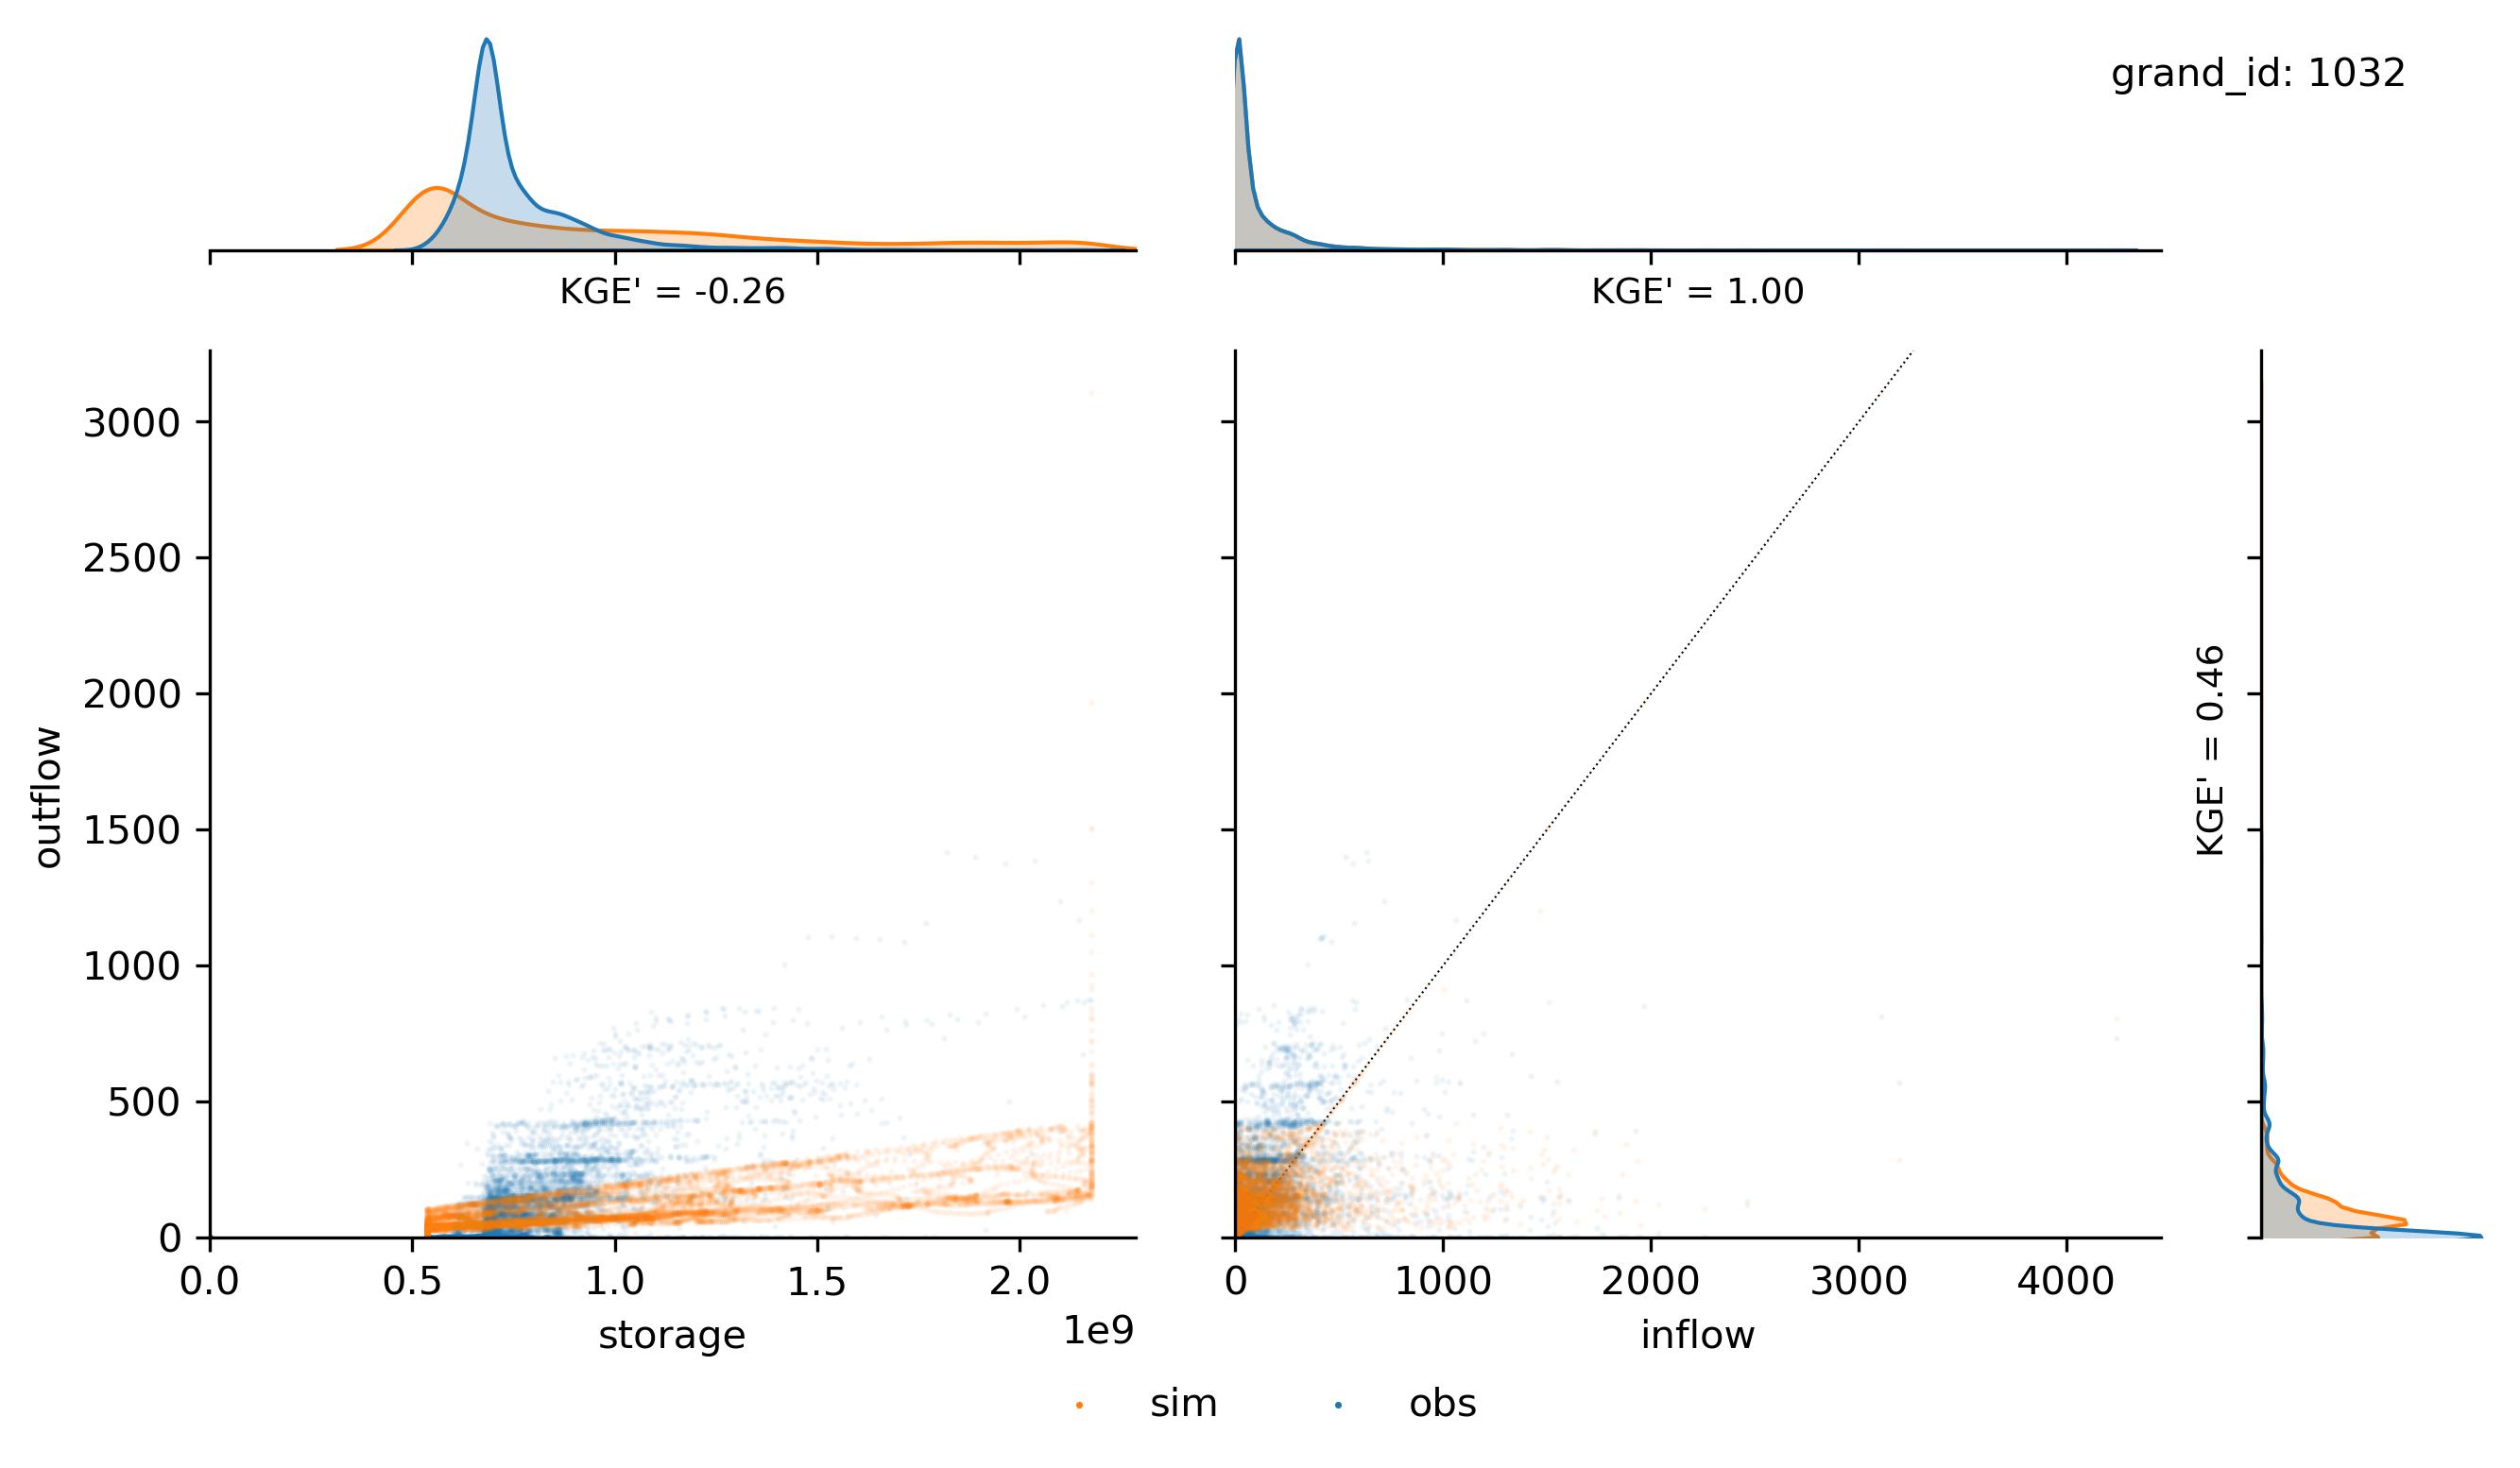 grand_id: 1032
KGE' = -0.26
KGE' = 1.00
3000
2500
2000
1500
1000
500
0
outflow
KGE' = 0.46
0.0 0.5 1.0 1.5 2.0
0 1000 2000 3000 4000
storage
1e9
inflow
sim obs